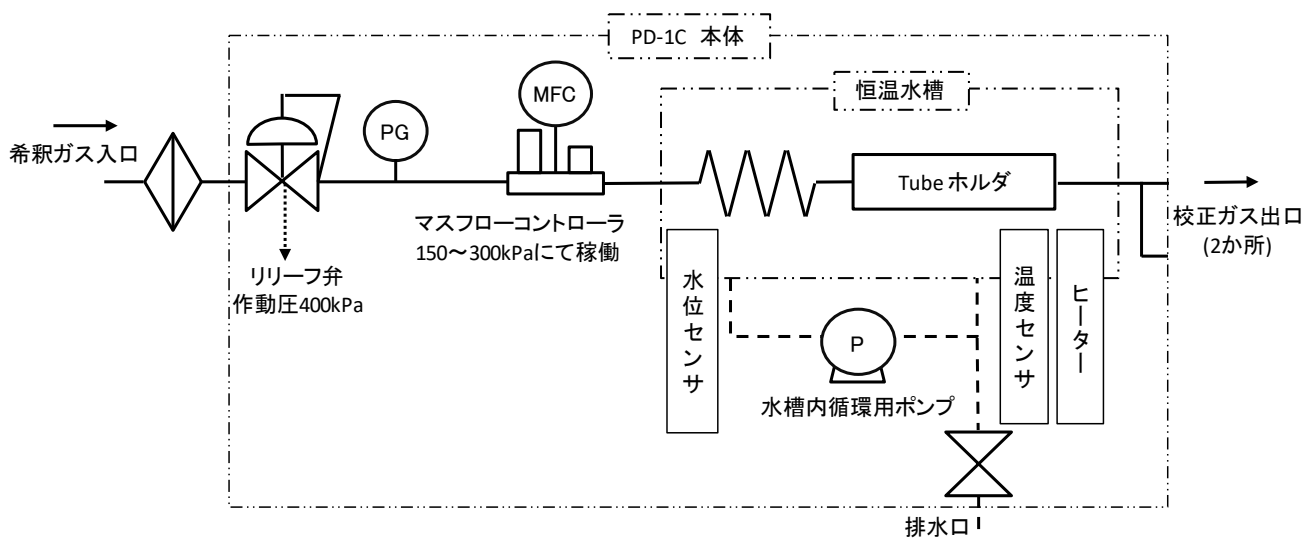 PD-1C 本体
恒温水槽
MFC
PG
希釈ガス入口
Tube ホルダ
校正ガス出口
(2か所)
マスフローコントローラ
150～300kPaにて稼働
リリーフ弁
作動圧400kPa
水位センサ
P
水槽内循環用ポンプ
温度センサ
ヒーター
排水口